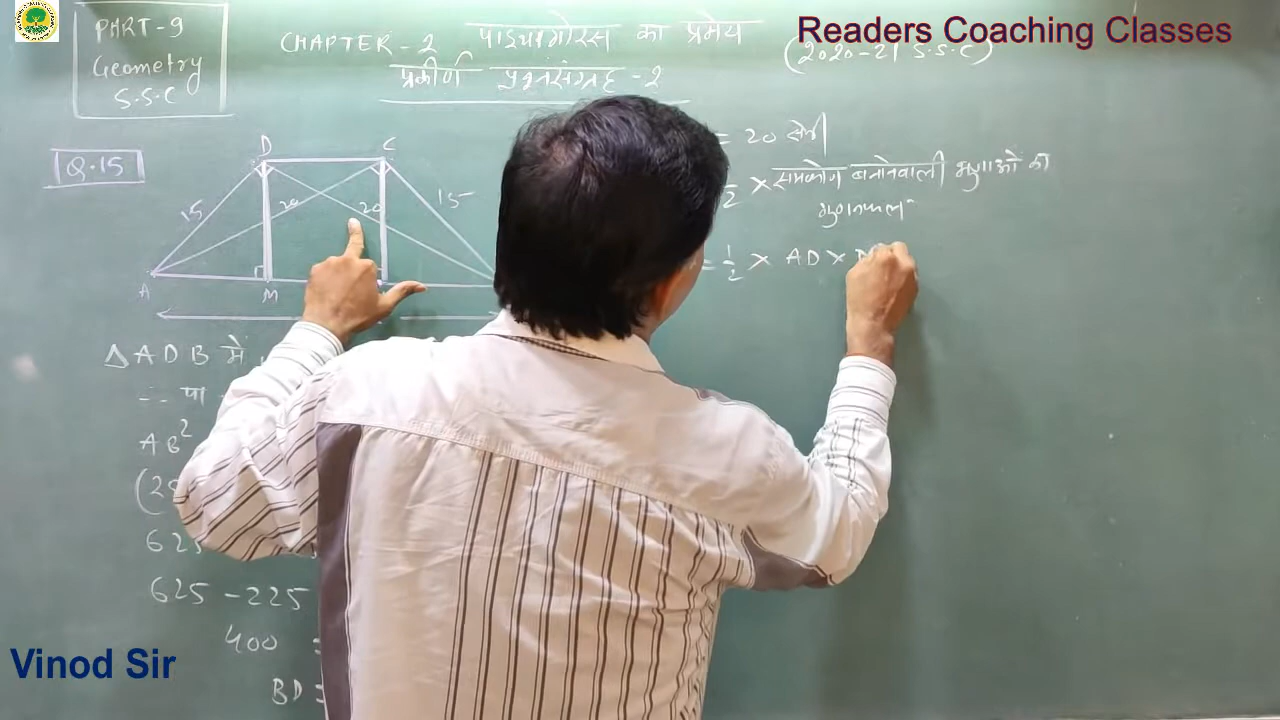 PART-9
Geometry
S.S.C
CHAPTER-2 पाइथागोरस का प्रमेय
(2020-21 S.S.C)
प्रकीर्ण प्रश्नसंग्रह-2
Readers Coaching Classes
Q.15
D C
15 20 20 15
A M
= 20 सेमी
× समकोण बनानेवाली भुजाओं का
गुणनफल
= 1/2 × AD ×
△ADB में
∴ पा
AB²
625 - 225
400 =
BD =
Vinod Sir